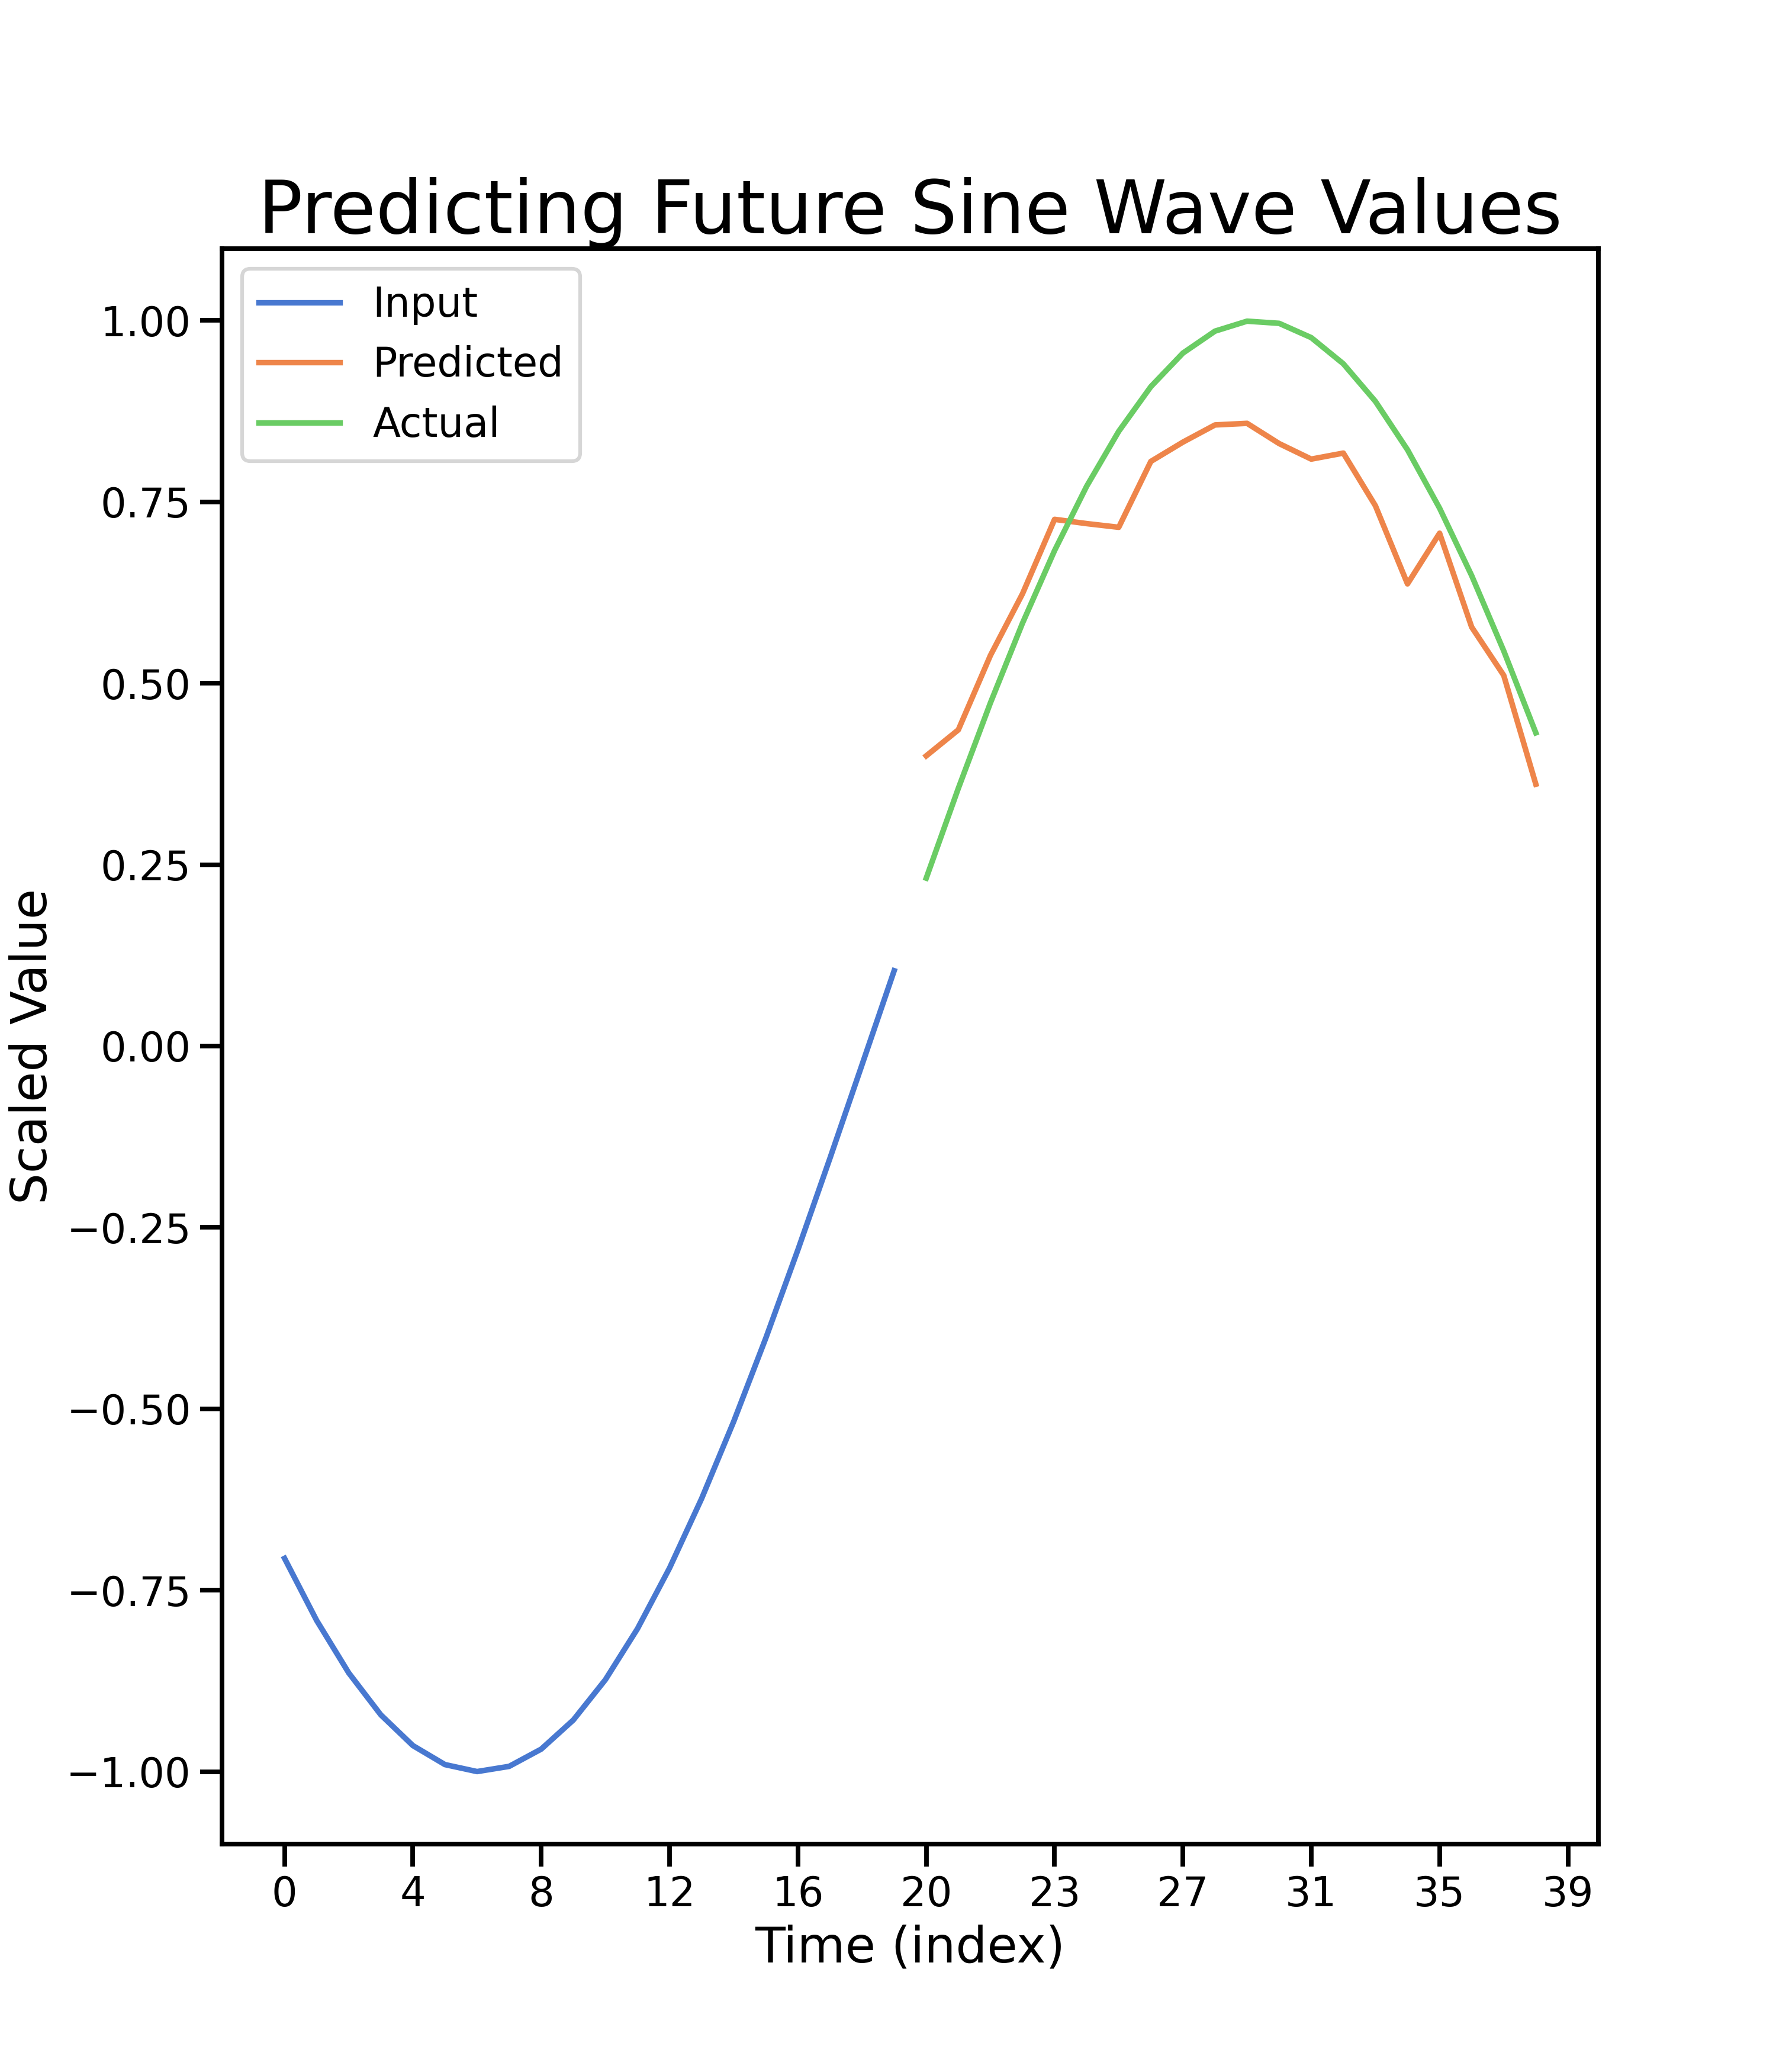 Predicting Future Sine Wave Values
Input
Predicted
Actual
1.00
0.75
0.50
0.25
0.00
−0.25
−0.50
−0.75
−1.00
Scaled Value
0 4 8 12 16 20 23 27 31 35 39
Time (index)